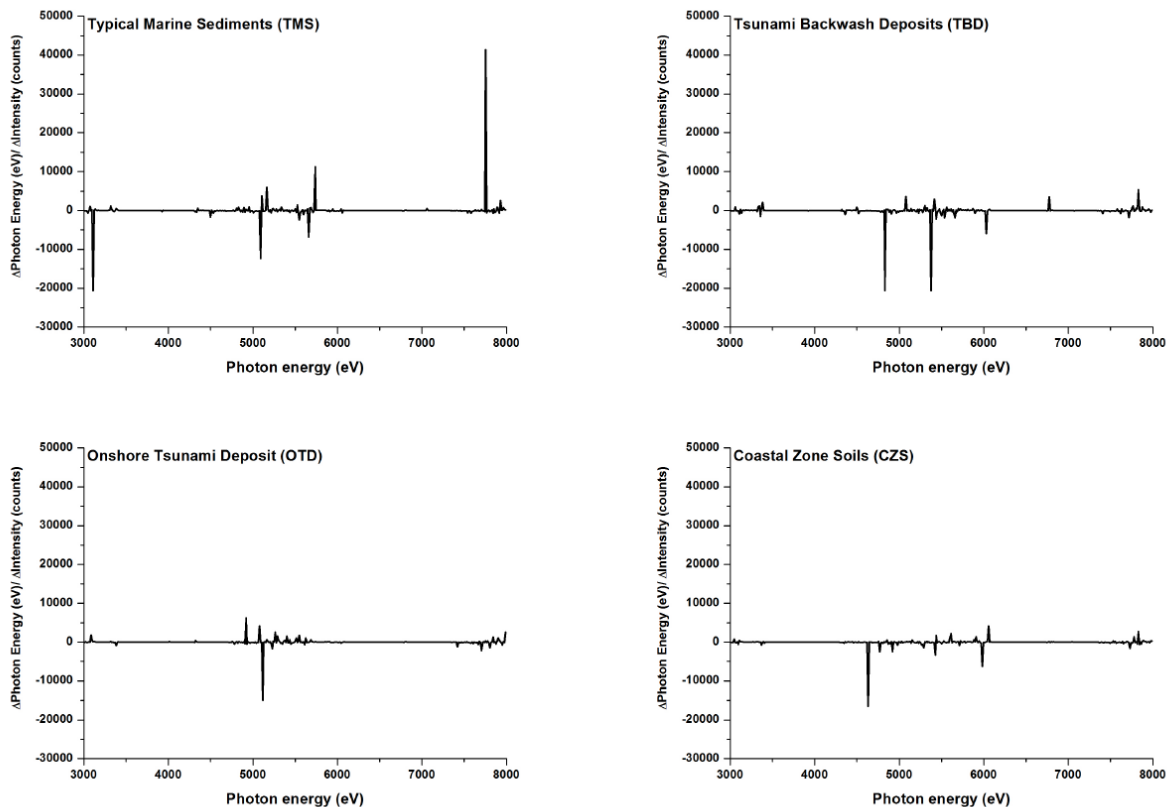 Typical Marine Sediments (TMS)
ΔPhoton Energy (eV)/ ΔIntensity (counts)
50000
40000
30000
20000
10000
0
-10000
-20000
-30000
3000 4000 5000 6000 7000 8000
Photon energy (eV)
Tsunami Backwash Deposits (TBD)
ΔPhoton Energy (eV)/ ΔIntensity (counts)
50000
40000
30000
20000
10000
0
-10000
-20000
-30000
3000 4000 5000 6000 7000 8000
Photon energy (eV)
Onshore Tsunami Deposit (OTD)
ΔPhoton Energy (eV)/ ΔIntensity (counts)
50000
40000
30000
20000
10000
0
-10000
-20000
-30000
3000 4000 5000 6000 7000 8000
Photon energy (eV)
Coastal Zone Soils (CZS)
ΔPhoton Energy (eV)/ ΔIntensity (counts)
50000
40000
30000
20000
10000
0
-10000
-20000
-30000
3000 4000 5000 6000 7000 8000
Photon energy (eV)